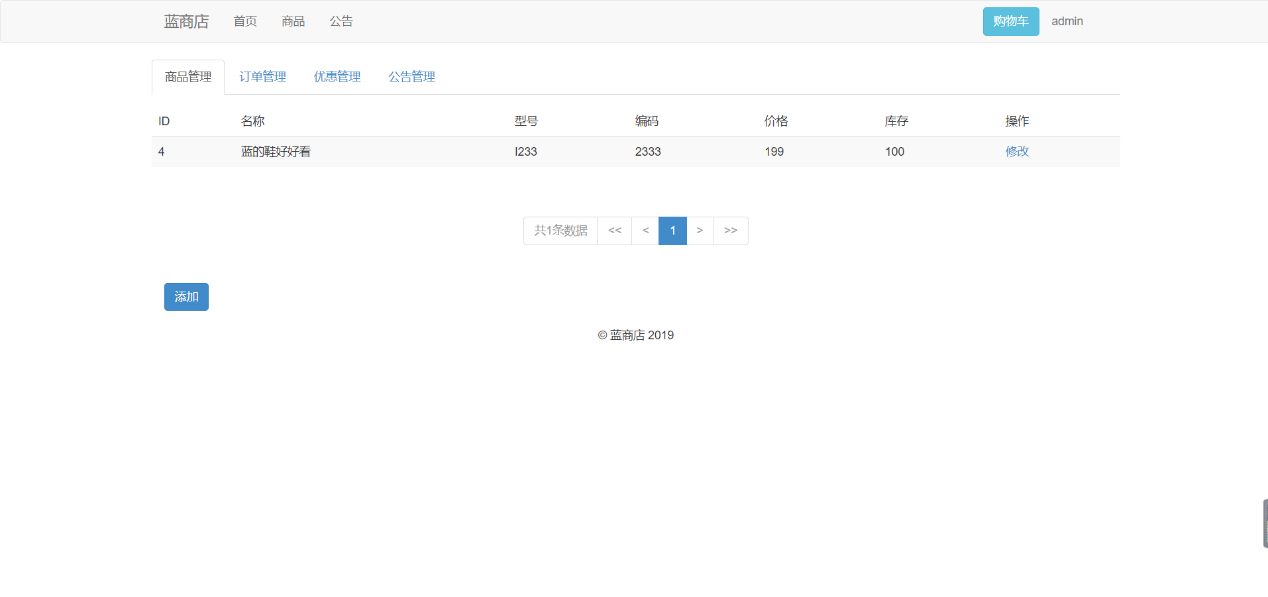 蓝商店 首页 商品 公告 购物车 admin
商品管理 订单管理 优惠管理 公告管理
ID 名称 型号 编码 价格 库存 操作
4 蓝的鞋好好看 I233 2333 199 100 修改
共1条数据 << < 1 > >>
添加
© 蓝商店 2019